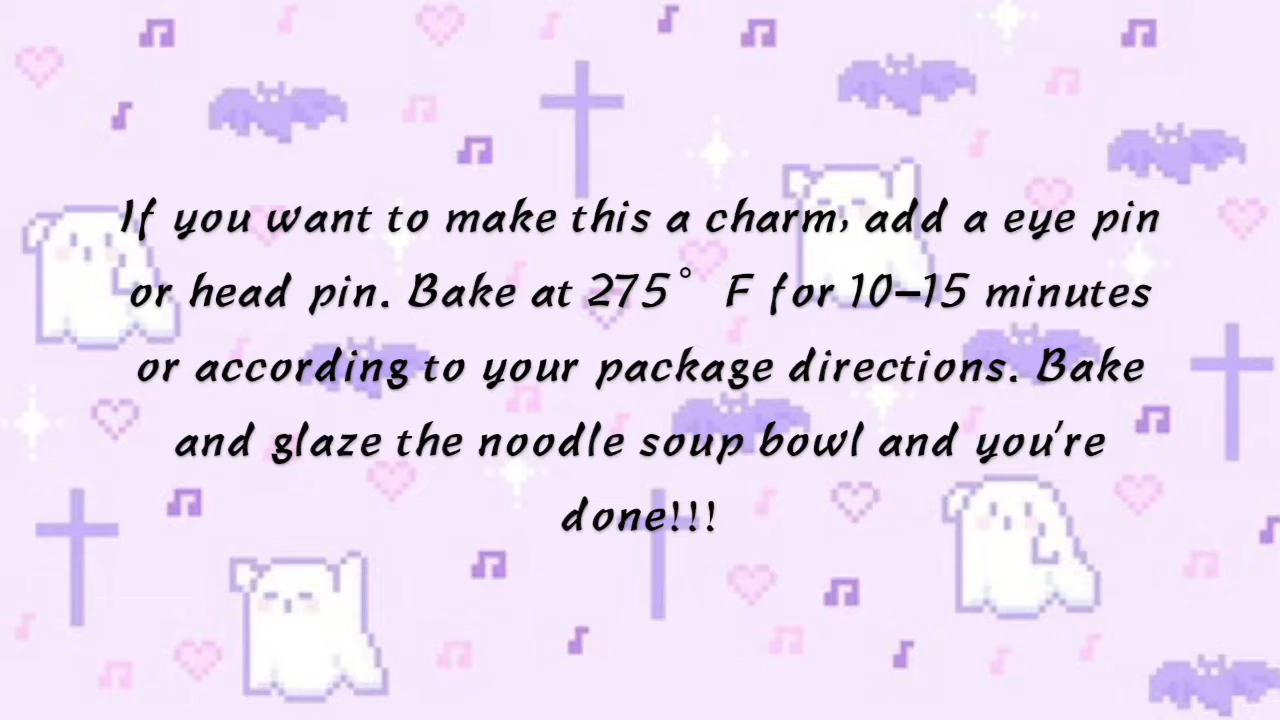 If you want to make this a charm, add a eye pin
or head pin. Bake at 275° F for 10–15 minutes
or according to your package directions. Bake
and glaze the noodle soup bowl and you're
done!!!